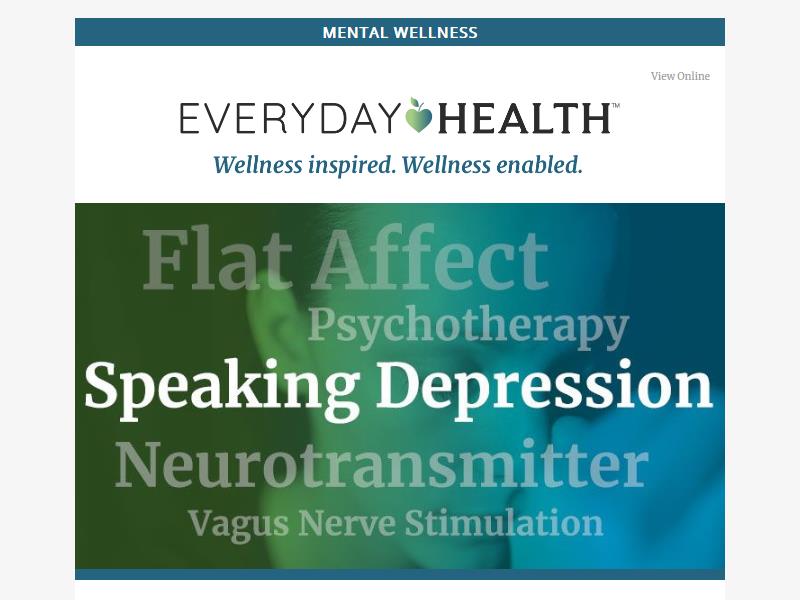 MENTAL WELLNESS
View Online
EVERYDAY HEALTH™
Wellness inspired. Wellness enabled.
Flat Affect
Psychotherapy
Speaking Depression
Neurotransmitter
Vagus Nerve Stimulation